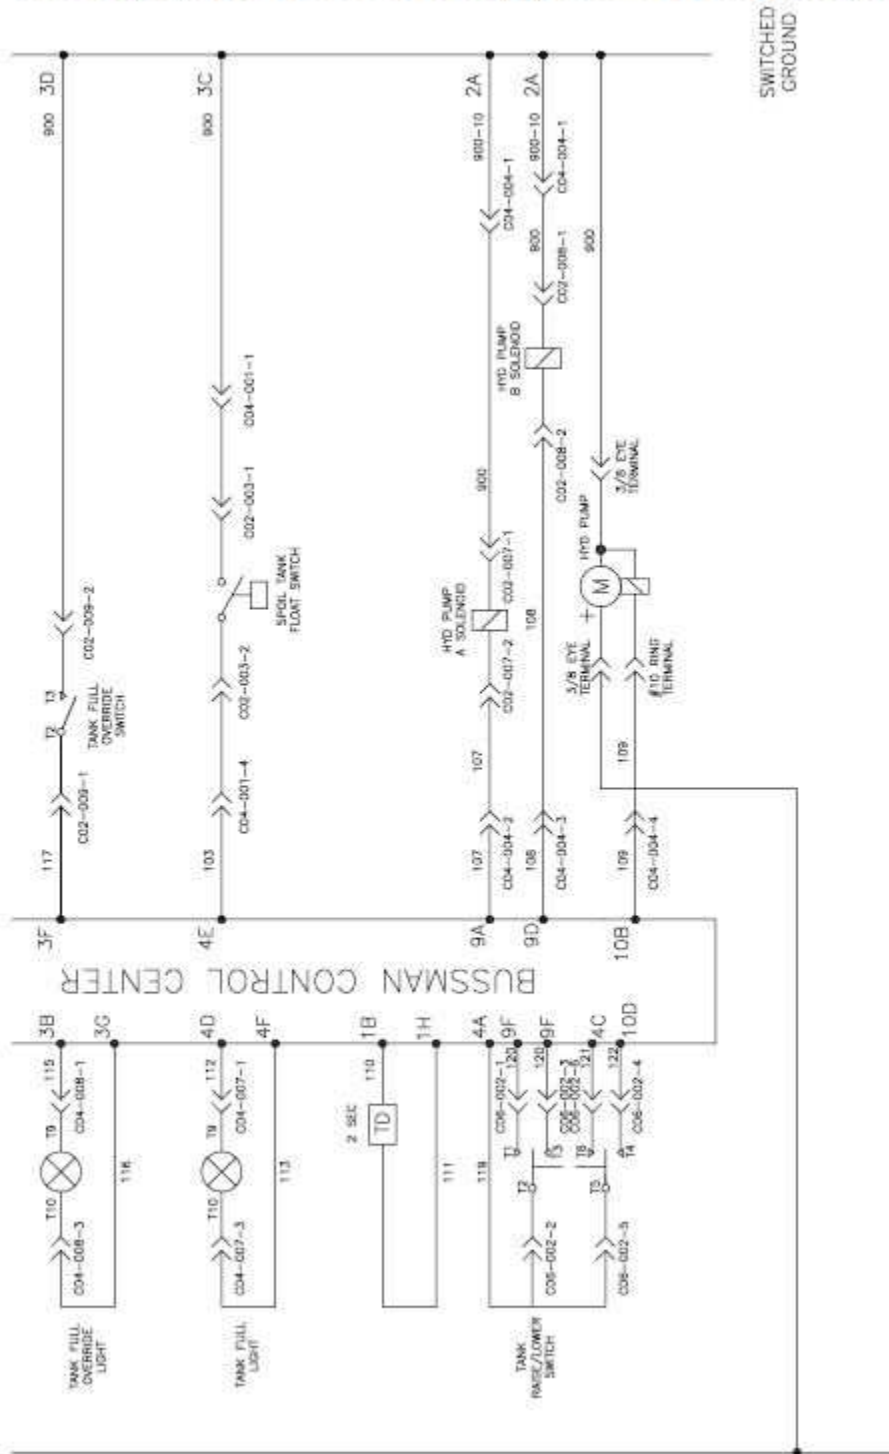 SWITCHED
GROUND
TANK FULL
OVERRIDE
LIGHT
C04-008-3
T10
T9
C04-008-1
115
3B
116
3G
3F
117
C02-009-1
T2
T3
TANK FULL
OVERRIDE
SWITCH
C02-009-2
900
3D
TANK FULL
LIGHT
C04-007-3
T10
T9
C04-007-1
112
4D
113
4F
4E
103
C04-001-4
C02-003-2
SPOIL TANK
FLOAT SWITCH
C02-003-1
C04-001-1
900
3C
2 SEC
TD
110
1B
111
1H
BUSSMAN CONTROL CENTER
TANK
RAISE/LOWER
SWITCH
119
4A
C06-002-2
T2
T1
C06-002-1
120
9F
T3
120
9F
C06-002-5
T5
T6
121
4C
T4
C06-002-4
122
10D
9A
107
C04-004-2
107
C02-007-2
HYD PUMP
A SOLENOID
C02-007-1
900
C04-004-1
900-10
2A
9D
108
C04-004-3
108
C02-008-2
HYD PUMP
B SOLENOID
C02-008-1
900
C04-004-1
900-10
2A
10B
109
C04-004-4
109
#10 RING
TERMINAL
3/8 EYE
TERMINAL
+
M
HYD PUMP
3/8 EYE
TERMINAL
900